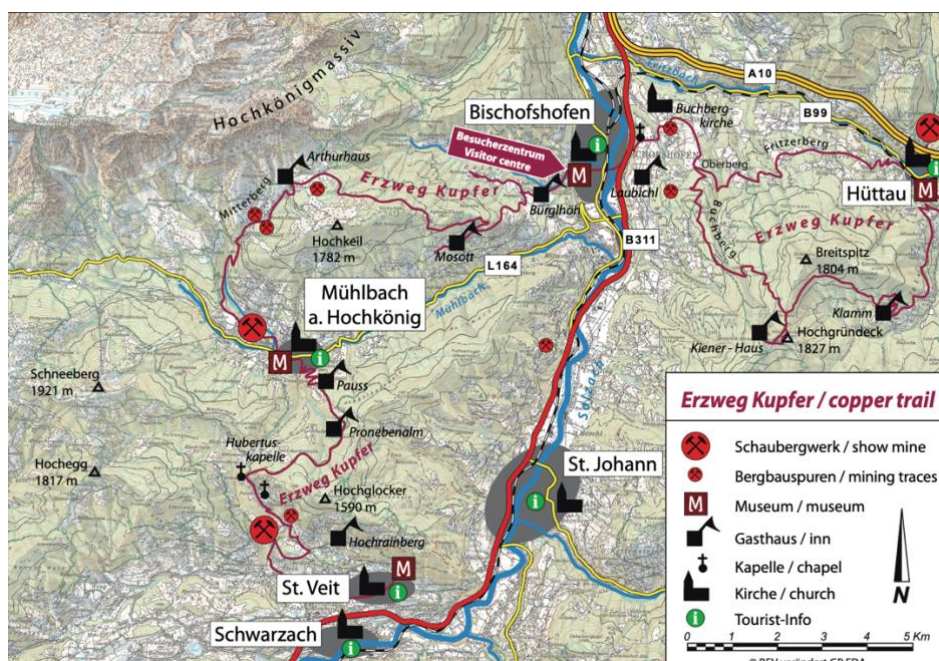 Hochkönigmassiv
A10
Fritzbach
B99
Bischofshofen
Buchberg-
kirche
Besucherzentrum
Visitor centre
Arthurhaus
Mitterberg
Erzweg Kupfer
Oberberg
Fritzerberg
Hüttau
Laubichl
Bürglhöh
Buchberg
Erzweg Kupfer
Hochkeil
1782 m
Mosott
B311
L164
Breitspitz
1804 m
Mühlbach
a. Hochkönig
Mühlbach
Klamm
Kiener-Haus
Hochgründeck
1827 m
Schneeberg
1921 m
Pauss
Salzach
Pronebenalm
Hubertus-
kapelle
St. Johann
Hochegg
1817 m
Erzweg Kupfer
Hochglocker
1590 m
Hochrainberg
St. Veit
Schwarzach
Erzweg Kupfer / copper trail
Schaubergwerk / show mine
Bergbauspuren / mining traces
M Museum / museum
Gasthaus / inn
Kapelle / chapel
Kirche / church
i Tourist-Info
N
0 1 2 3 4 5 Km